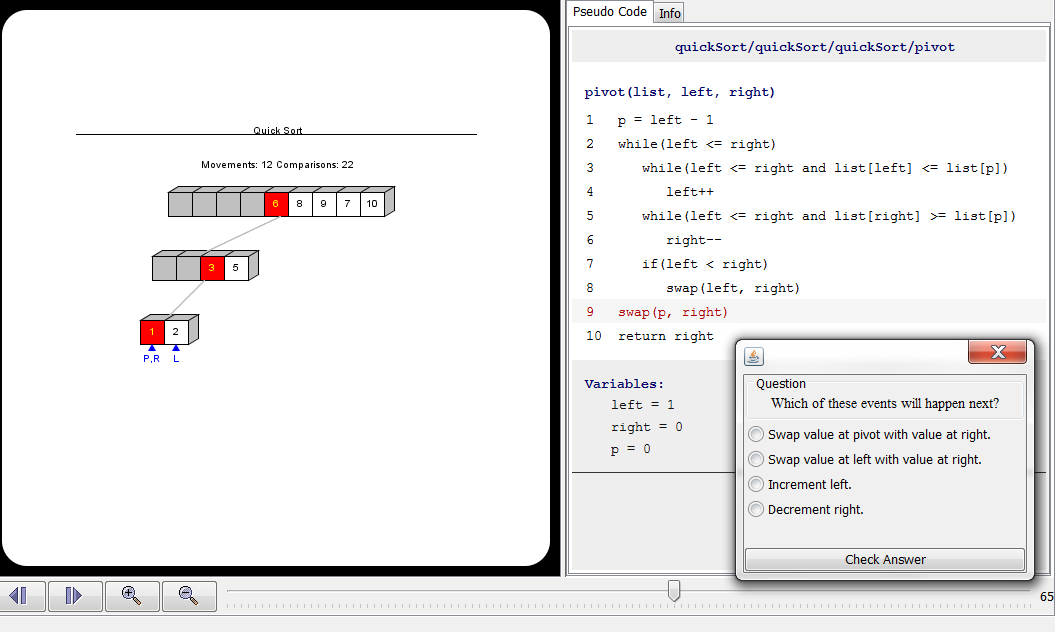 Pseudo Code Info
quickSort/quickSort/quickSort/pivot
pivot(list, left, right)
1 p = left - 1
2 while(left <= right)
3 while(left <= right and list[left] <= list[p])
4 left++
5 while(left <= right and list[right] >= list[p])
6 right--
7 if(left < right)
8 swap(left, right)
9 swap(p, right)
10 return right
Variables:
left = 1
right = 0
p = 0
Quick Sort
Movements: 12 Comparisons: 22
6 8 9 7 10
3 5
1 2
P,R L
Question
Which of these events will happen next?
Swap value at pivot with value at right.
Swap value at left with value at right.
Increment left.
Decrement right.
Check Answer
65